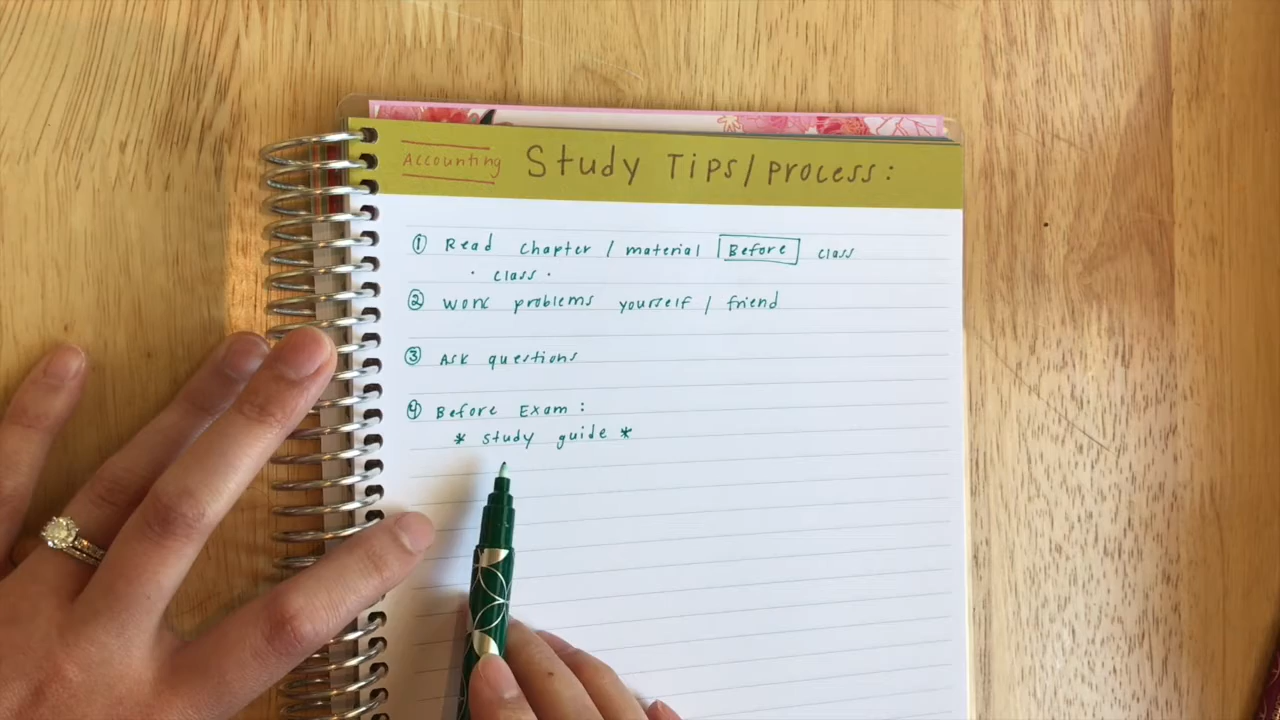 Accounting Study Tips/process:
① Read chapter / material Before class
· class ·
② work problems yourself / friend
③ Ask questions
④ Before Exam:
* study guide *